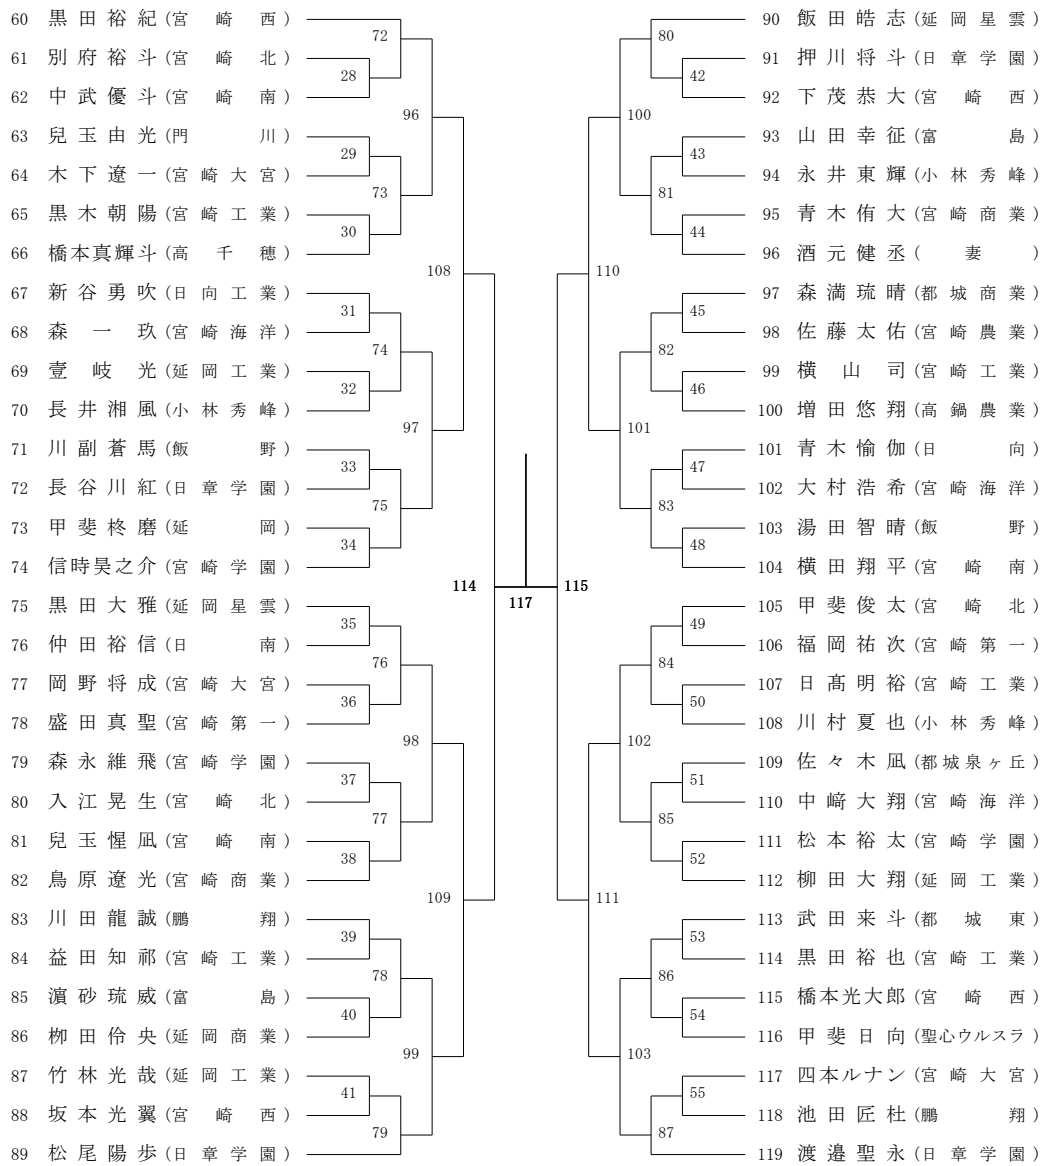 60 黒田裕紀(宮崎西)
61 別府裕斗(宮崎北)
62 中武優斗(宮崎南)
63 兒玉由光(門川)
64 木下遼一(宮崎大宮)
65 黒木朝陽(宮崎工業)
66 橋本真輝斗(高千穂)
67 新谷勇吹(日向工業)
68 森一玖(宮崎海洋)
69 壹岐光(延岡工業)
70 長井湘風(小林秀峰)
71 川副蒼馬(飯野)
72 長谷川紅(日章学園)
73 甲斐柊磨(延岡)
74 信時昊之介(宮崎学園)
75 黒田大雅(延岡星雲)
76 仲田裕信(日南)
77 岡野将成(宮崎大宮)
78 盛田真聖(宮崎第一)
79 森永維飛(宮崎学園)
80 入江晃生(宮崎北)
81 兒玉惺凪(宮崎南)
82 鳥原遼光(宮崎商業)
83 川田龍誠(鵬翔)
84 益田知祁(宮崎工業)
85 濵砂琉威(富島)
86 栁田伶央(延岡商業)
87 竹林光哉(延岡工業)
88 坂本光翼(宮崎西)
89 松尾陽歩(日章学園)
72
28
96
29
73
30
108
31
74
32
97
33
75
34
114
35
76
36
98
37
77
38
109
39
78
40
99
41
79
117
115
80
42
100
43
81
44
110
45
82
46
101
47
83
48
49
84
50
102
51
85
52
111
53
86
54
103
55
87
90 飯田皓志(延岡星雲)
91 押川将斗(日章学園)
92 下茂恭大(宮崎西)
93 山田幸征(富島)
94 永井東輝(小林秀峰)
95 青木侑大(宮崎商業)
96 酒元健丞(妻)
97 森満琉晴(都城商業)
98 佐藤太佑(宮崎農業)
99 横山司(宮崎工業)
100 増田悠翔(高鍋農業)
101 青木愉伽(日向)
102 大村浩希(宮崎海洋)
103 湯田智晴(飯野)
104 横田翔平(宮崎南)
105 甲斐俊太(宮崎北)
106 福岡祐次(宮崎第一)
107 日髙明裕(宮崎工業)
108 川村夏也(小林秀峰)
109 佐々木凪(都城泉ヶ丘)
110 中﨑大翔(宮崎海洋)
111 松本裕太(宮崎学園)
112 柳田大翔(延岡工業)
113 武田来斗(都城東)
114 黒田裕也(宮崎工業)
115 橋本光太郎(宮崎西)
116 甲斐日向(聖心ウルスラ)
117 四本ルナン(宮崎大宮)
118 池田匠杜(鵬翔)
119 渡邉聖永(日章学園)